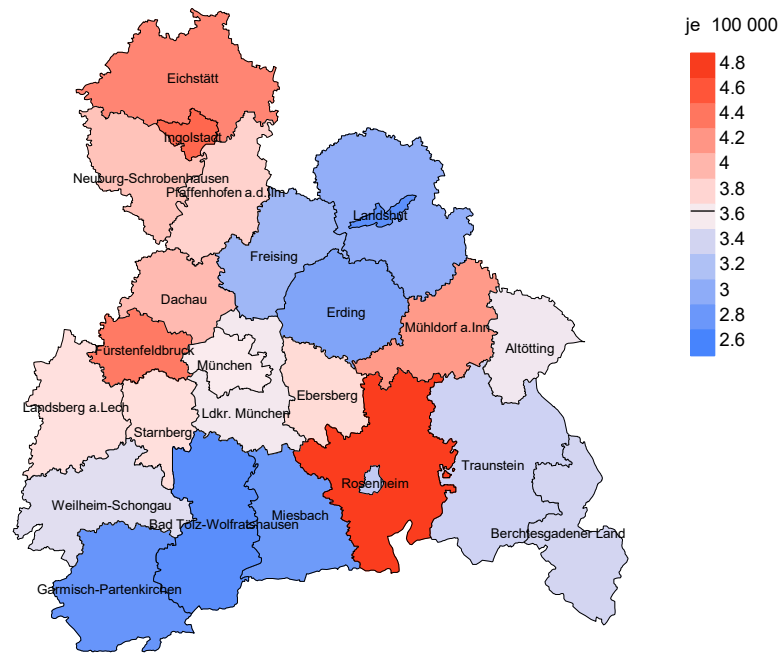 je 100 000
4.8
4.6
4.4
4.2
4
3.8
3.6
3.4
3.2
3
2.8
2.6
Eichstätt
Ingolstadt
Neuburg-Schrobenhausen
Pfaffenhofen a.d.Ilm
Landshut
Freising
Dachau
Erding
Mühldorf a.Inn
Altötting
Fürstenfeldbruck
München
Ebersberg
Landsberg a.Lech
Ldkr. München
Starnberg
Traunstein
Rosenheim
Weilheim-Schongau
Miesbach
Bad Tölz-Wolfratshausen
Berchtesgadener Land
Garmisch-Partenkirchen